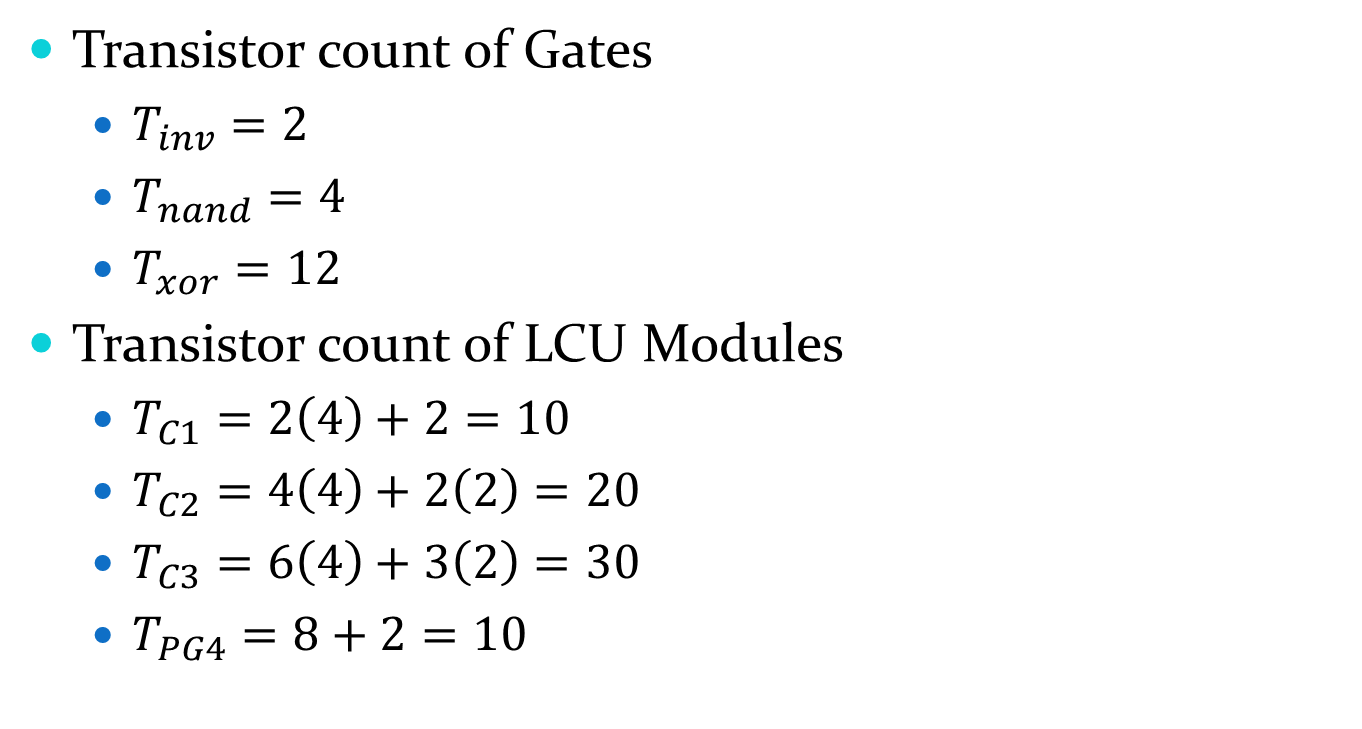 • Transistor count of Gates
• T_inv = 2
• T_nand = 4
• T_xor = 12
• Transistor count of LCU Modules
• T_C1 = 2(4) + 2 = 10
• T_C2 = 4(4) + 2(2) = 20
• T_C3 = 6(4) + 3(2) = 30
• T_PG4 = 8 + 2 = 10